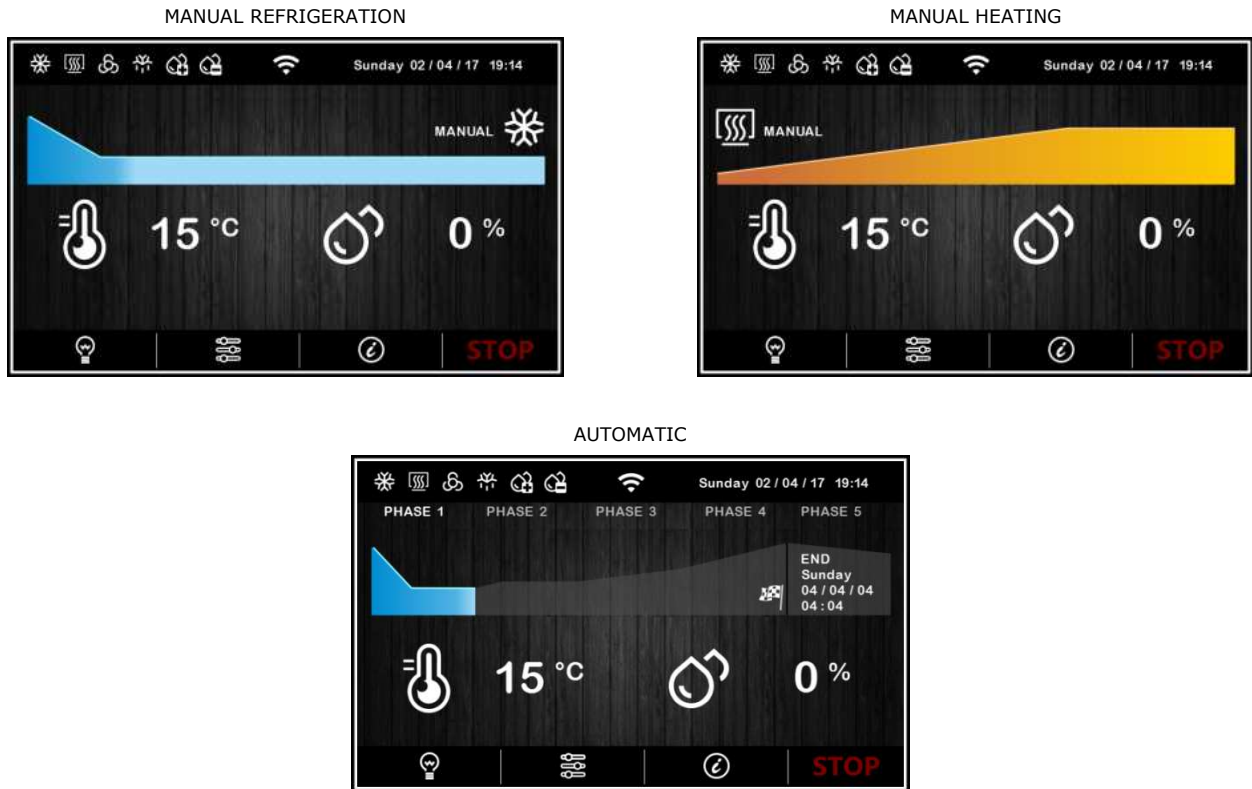 MANUAL REFRIGERATION
Sunday 02 / 04 / 17 19:14
MANUAL
15 °C 0 %
STOP
MANUAL HEATING
Sunday 02 / 04 / 17 19:14
MANUAL
15 °C 0 %
STOP
AUTOMATIC
Sunday 02 / 04 / 17 19:14
PHASE 1 PHASE 2 PHASE 3 PHASE 4 PHASE 5
END
Sunday
04 / 04 / 04
04 : 04
15 °C 0 %
STOP